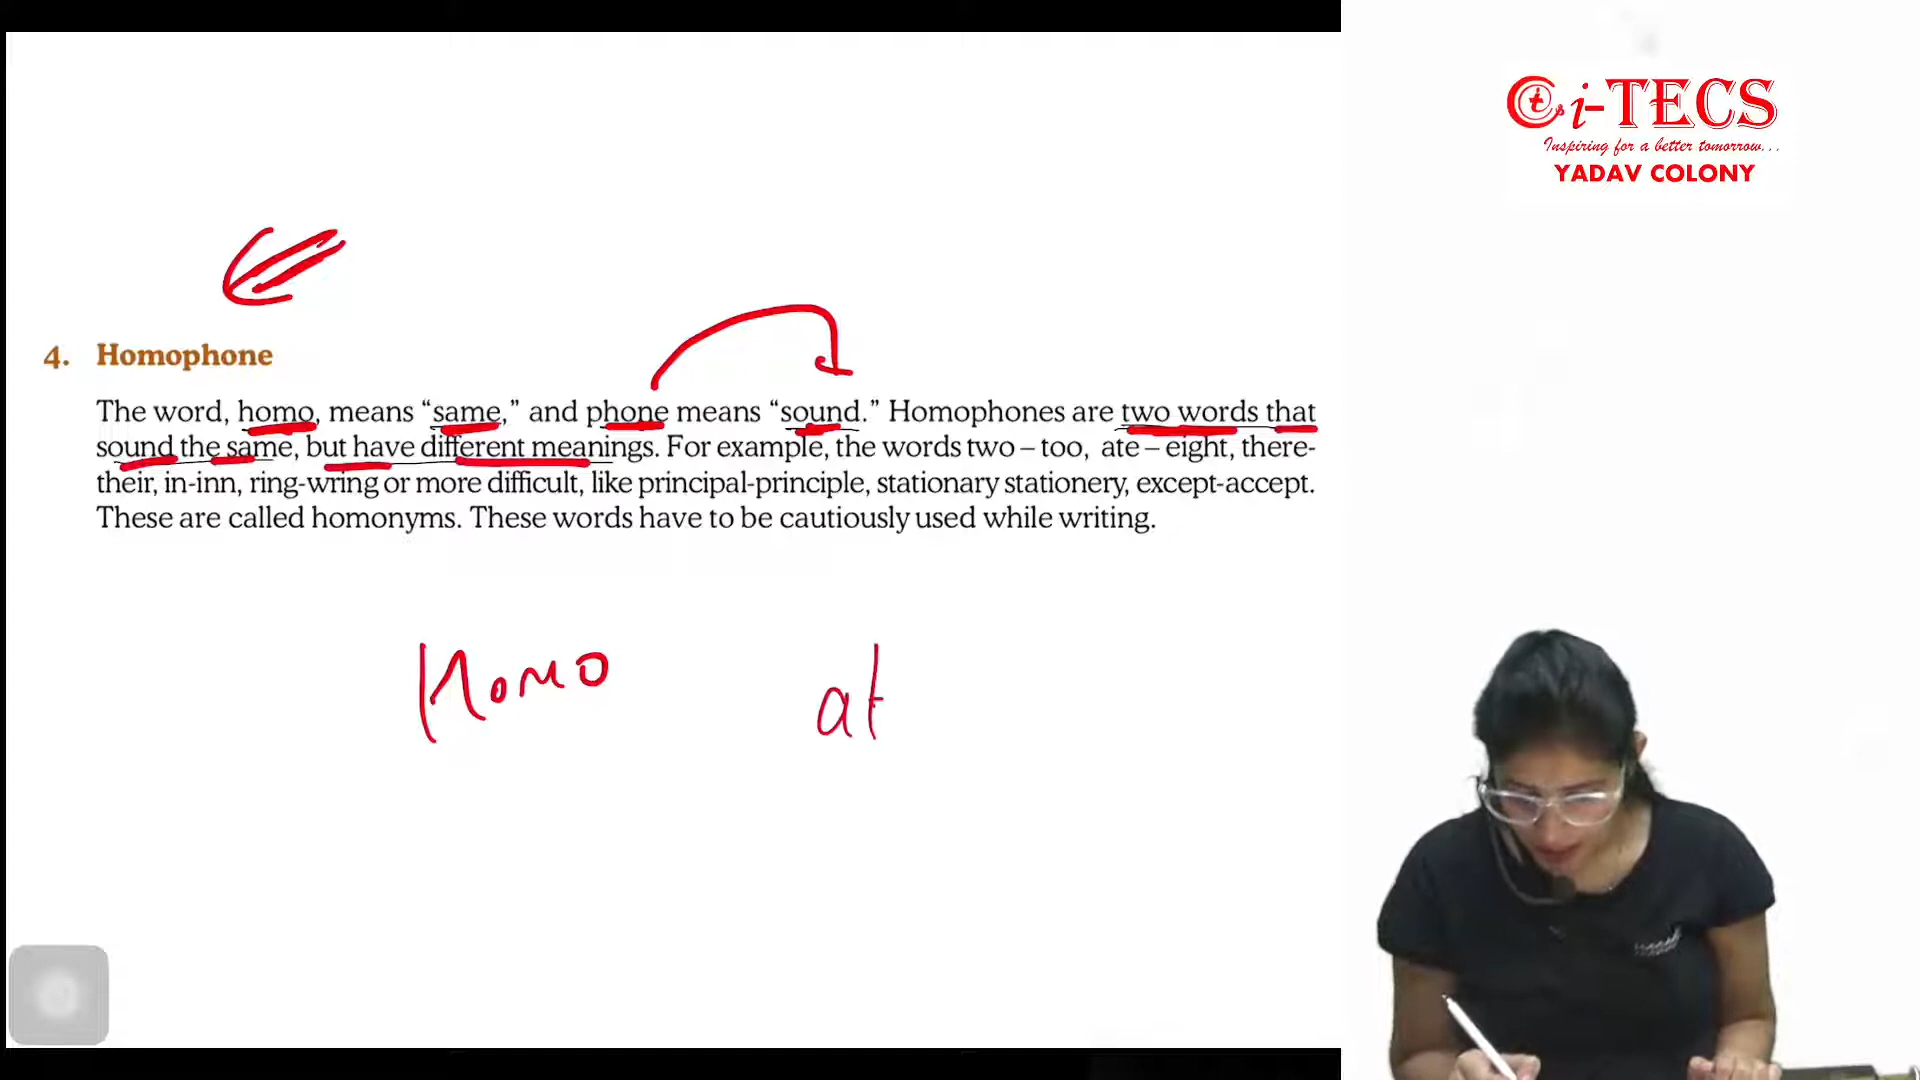 i-TECS
Inspiring for a better tomorrow...
YADAV COLONY
4. Homophone
The word, homo, means “same,” and phone means “sound.” Homophones are two words that
sound the same, but have different meanings. For example, the words two – too, ate – eight, there-
their, in-inn, ring-wring or more difficult, like principal-principle, stationary stationery, except-accept.
These are called homonyms. These words have to be cautiously used while writing.
Homo at